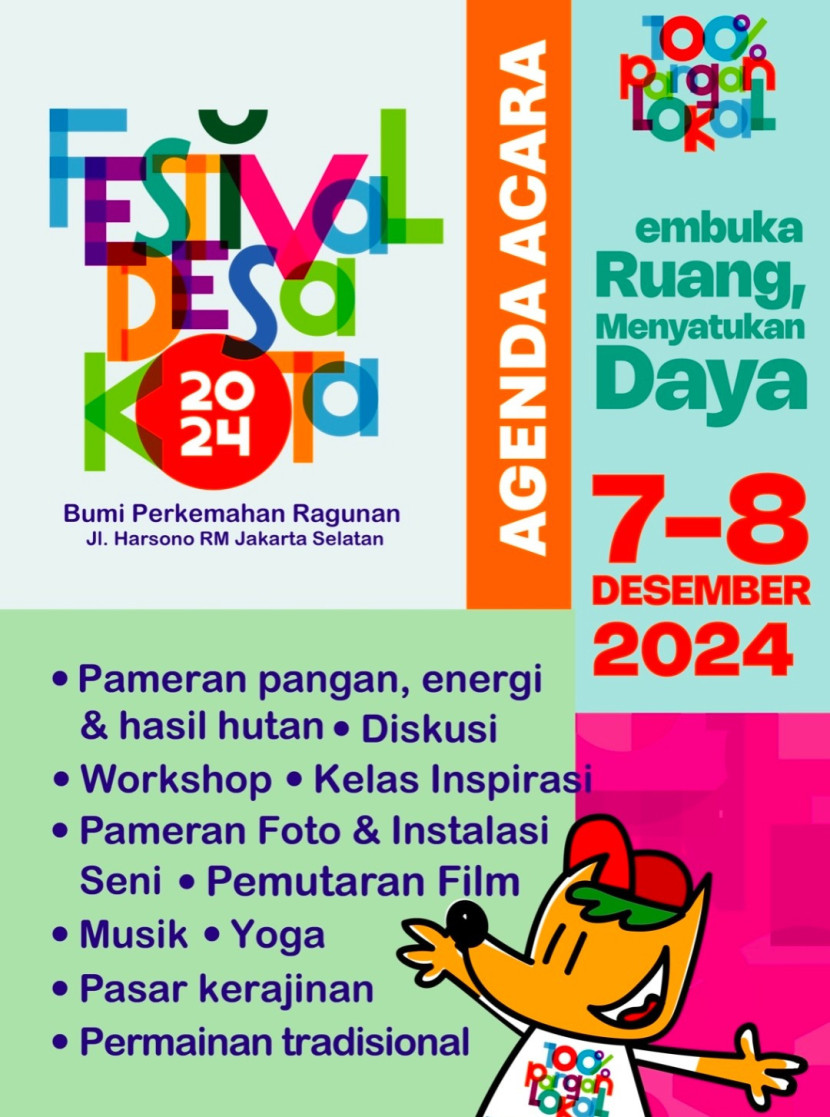 FESTIVAL
DESA
KOTA
20
24
Bumi Perkemahan Ragunan
Jl. Harsono RM Jakarta Selatan
AGENDA ACARA
100%
Pangan
LOKAL
embuka
Ruang,
Menyatukan
Daya
7–8
DESEMBER
2024
• Pameran pangan, energi
& hasil hutan • Diskusi
• Workshop • Kelas Inspirasi
• Pameran Foto & Instalasi
Seni • Pemutaran Film
• Musik • Yoga
• Pasar kerajinan
• Permainan tradisional
100%
Pangan
LOKAL